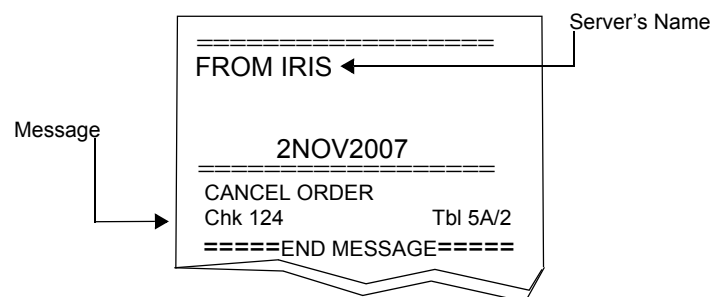 Server’s Name
===================
FROM IRIS
Message
2NOV2007
===================
CANCEL ORDER
Chk 124 Tbl 5A/2
=====END MESSAGE=====